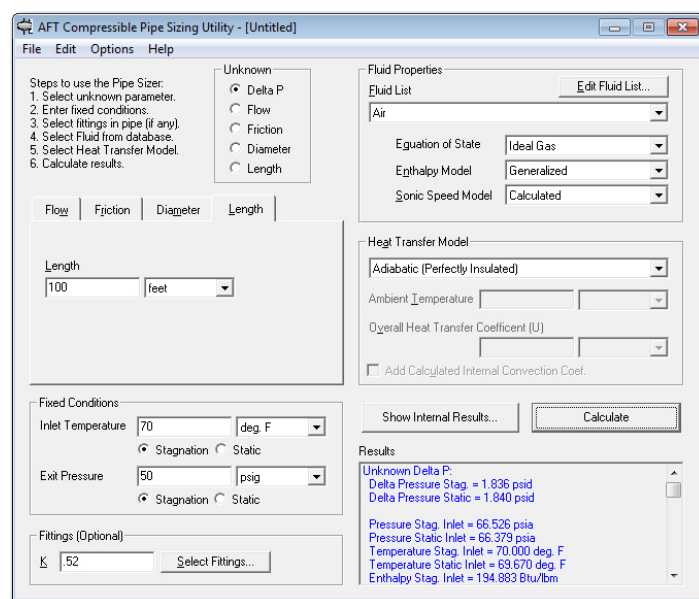 AFT Compressible Pipe Sizing Utility - [Untitled]
File Edit Options Help
Steps to use the Pipe Sizer:
1. Select unknown parameter.
2. Enter fixed conditions.
3. Select fittings in pipe (if any).
4. Select Fluid from database.
5. Select Heat Transfer Model.
6. Calculate results.
Unknown
Delta P
Flow
Friction
Diameter
Length
Flow Friction Diameter Length
Length
100 feet
Fixed Conditions
Inlet Temperature 70 deg. F
Stagnation Static
Exit Pressure 50 psig
Stagnation Static
Fittings (Optional)
K .52 Select Fittings...
Fluid Properties
Fluid List Edit Fluid List...
Air
Equation of State Ideal Gas
Enthalpy Model Generalized
Sonic Speed Model Calculated
Heat Transfer Model
Adiabatic (Perfectly Insulated)
Ambient Temperature
Overall Heat Transfer Coefficent (U)
Add Calculated Internal Convection Coef.
Show Internal Results... Calculate
Results
Unknown Delta P:
Delta Pressure Stag. = 1.836 psid
Delta Pressure Static = 1.840 psid
Pressure Stag. Inlet = 66.526 psia
Pressure Static Inlet = 66.379 psia
Temperature Stag. Inlet = 70.000 deg. F
Temperature Static Inlet = 69.670 deg. F
Enthalpy Stag. Inlet = 194.883 Btu/lbm